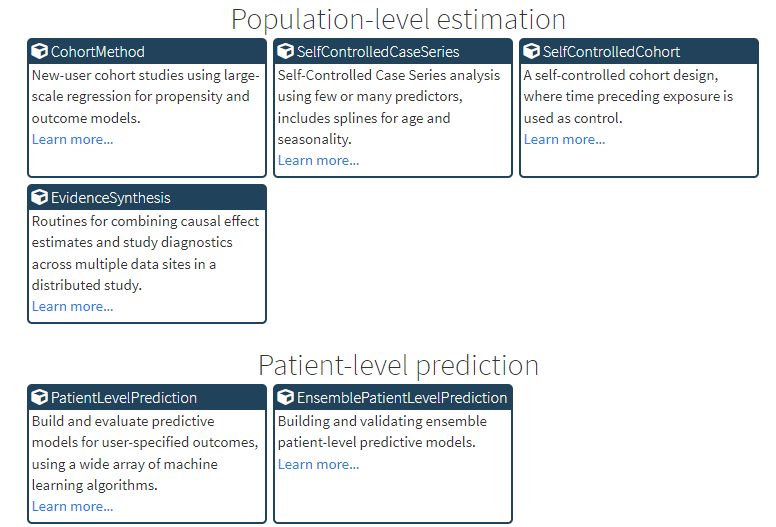 Population-level estimation
CohortMethod
New-user cohort studies using large-
scale regression for propensity and
outcome models.
Learn more...
SelfControlledCaseSeries
Self-Controlled Case Series analysis
using few or many predictors,
includes splines for age and
seasonality.
Learn more...
SelfControlledCohort
A self-controlled cohort design,
where time preceding exposure is
used as control.
Learn more...
EvidenceSynthesis
Routines for combining causal effect
estimates and study diagnostics
across multiple data sites in a
distributed study.
Learn more...
Patient-level prediction
PatientLevelPrediction
Build and evaluate predictive
models for user-specified outcomes,
using a wide array of machine
learning algorithms.
Learn more...
EnsemblePatientLevelPrediction
Building and validating ensemble
patient-level predictive models.
Learn more...